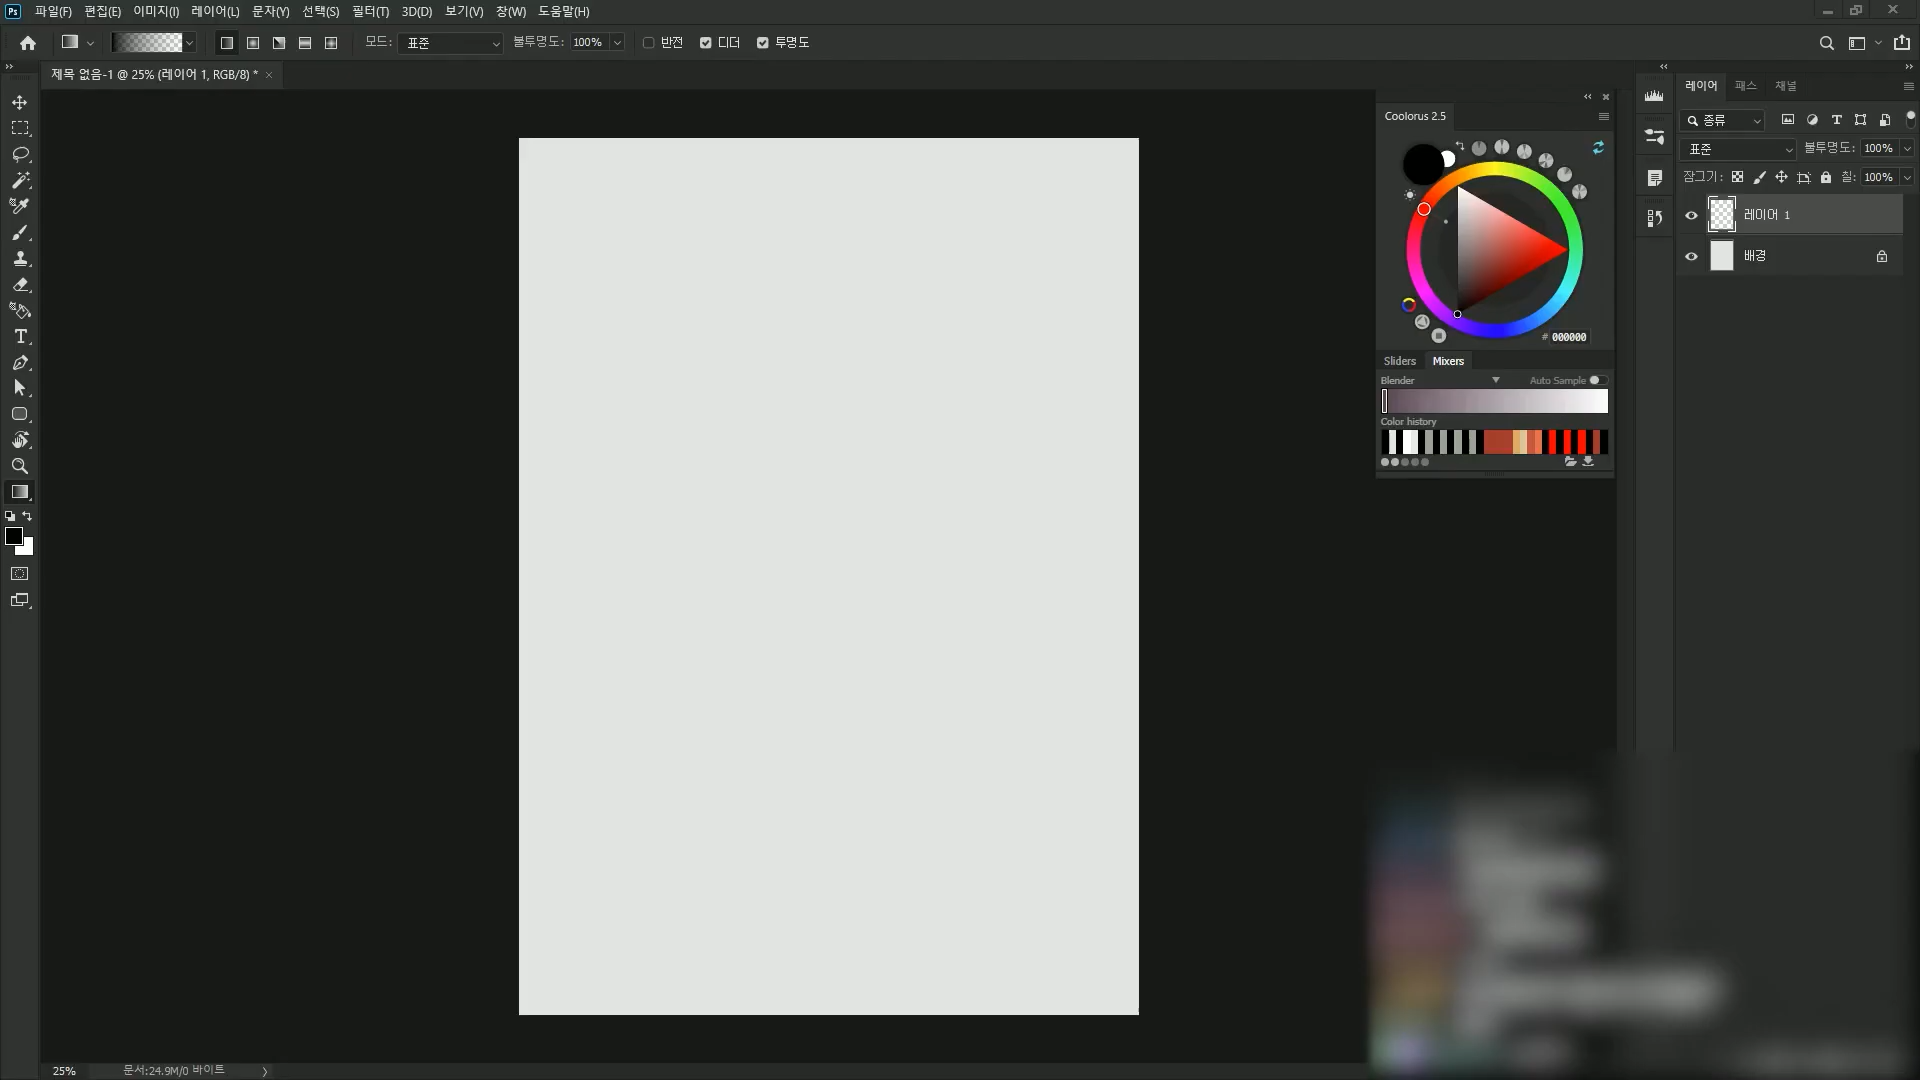 Ps 파일(F) 편집(E) 이미지(I) 레이어(L) 문자(Y) 선택(S) 필터(T) 3D(D) 보기(V) 창(W) 도움말(H)
모드: 표준 불투명도: 100% 반전 디더 투명도
제목 없음-1 @ 25% (레이어 1, RGB/8) *
레이어 패스 채널
Coolorus 2.5
종류
표준 불투명도: 100%
잠그기: 칠: 100%
레이어 1
배경
# 000000
Sliders Mixers
Blender Auto Sample
Color history
25% 문서:24.9M/0 바이트